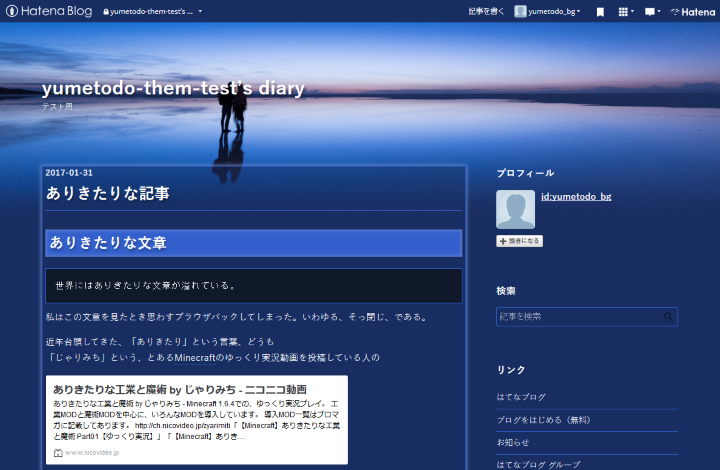 Hatena Blog
yumetodo-them-test's ...
記事を書く
yumetodo_bg
Hatena
yumetodo-them-test's diary
テスト用
2017-01-31
ありきたりな記事
ありきたりな文章
世界にはありきたりな文章が溢れている。
私はこの文章を見たとき思わずブラウザバックしてしまった。いわゆる、そっ閉じ、である。
近年台頭してきた、「ありきたり」という言葉、どうも
「じゃりみち」という、とあるMinecraftのゆっくり実況動画を投稿している人の
ありきたりな工業と魔術 by じゃりみち - ニコニコ動画
ありきたりな工業と魔術 by じゃりみち - Minecraft 1.6.4での、ゆっくり実況プレイ。 工
業MODと魔術MODを中心に、いろんなMODを導入しています。 導入MOD一覧はブロマ
ガに記載してあります。 http://ch.nicovideo.jp/zyarimiti「【Minecraft】ありきたりな工業
と魔術 Part01【ゆっくり実況】」「【Minecraft】ありき...
www.nicovideo.jp
プロフィール
id:yumetodo_bg
読者になる
検索
記事を検索
リンク
はてなブログ
ブログをはじめる（無料）
お知らせ
はてなブログ グループ